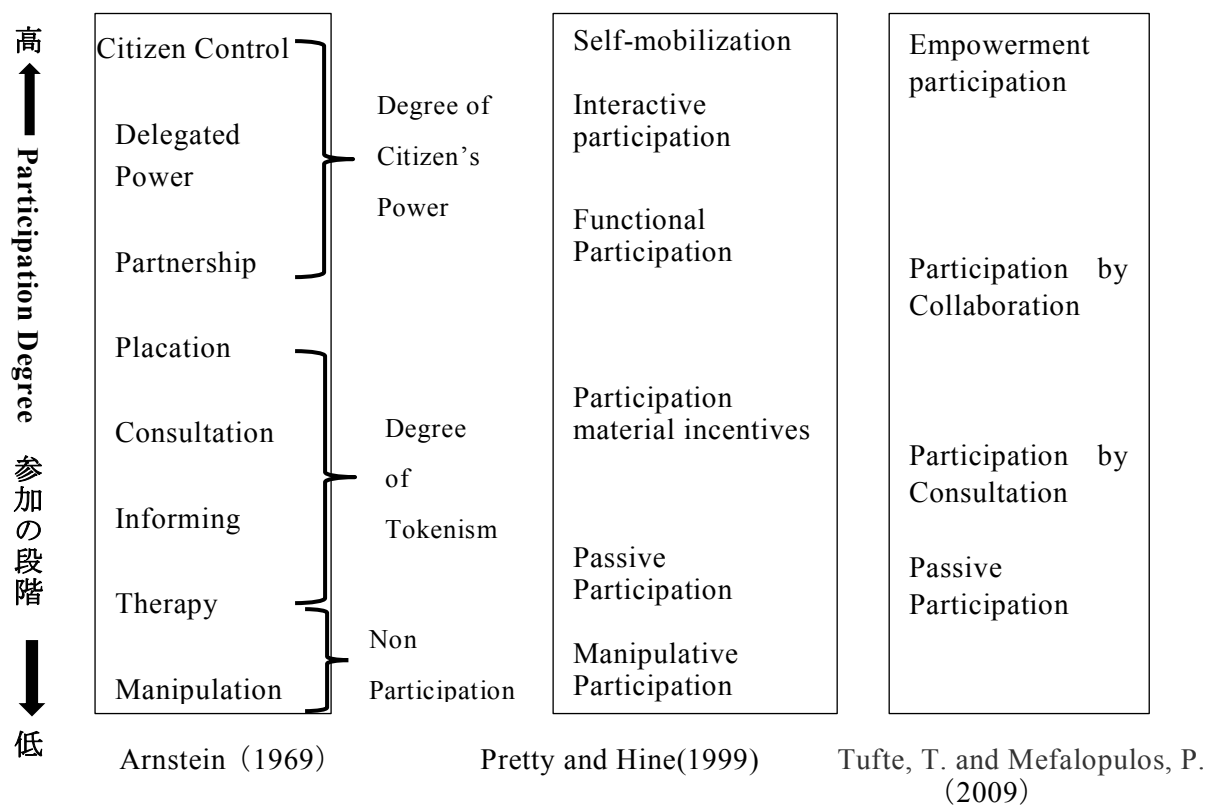 高
Participation Degree 参加の段階
低
Citizen Control
Delegated
Power
Partnership
Placation
Consultation
Informing
Therapy
Manipulation
Degree of
Citizen’s
Power
Degree
of
Tokenism
Non
Participation
Self-mobilization
Interactive
participation
Functional
Participation
Participation
material incentives
Passive
Participation
Manipulative
Participation
Empowerment
participation
Participation by
Collaboration
Participation by
Consultation
Passive
Participation
Arnstein（1969）
Pretty and Hine(1999)
Tufte, T. and Mefalopulos, P.
（2009）